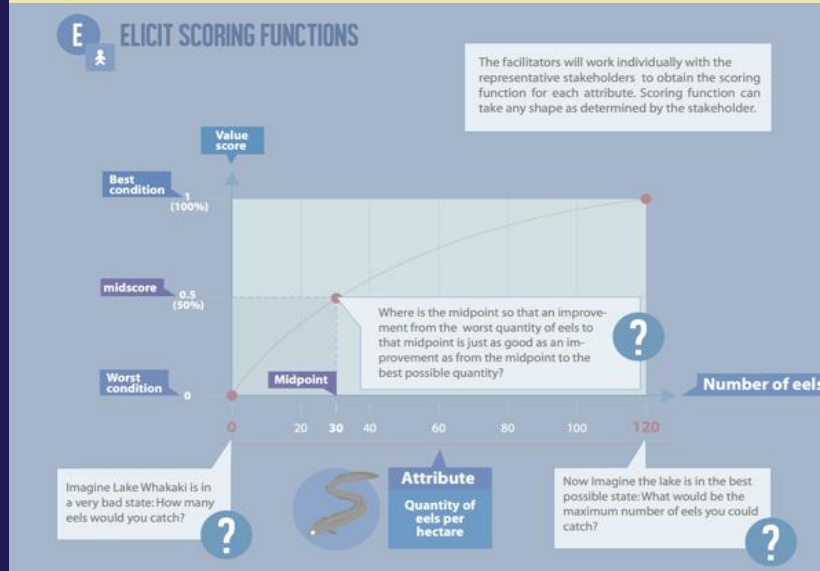 E ELICIT SCORING FUNCTIONS
The facilitators will work individually with the
representative stakeholders to obtain the scoring
function for each attribute. Scoring function can
take any shape as determined by the stakeholder.
Value
score
Best
condition
1
(100%)
midscore
0.5
(50%)
Where is the midpoint so that an improve-
ment from the worst quantity of eels to
that midpoint is just as good as an im-
provement as from the midpoint to the
best possible quantity?
?
Worst
condition
0
Midpoint
Number of eels
0 20 30 40 60 80 100 120
Imagine Lake Whakaki is in
a very bad state: How many
eels would you catch?
?
Attribute
Quantity of
eels per
hectare
Now Imagine the lake is in the best
possible state: What would be the
maximum number of eels you could
catch?
?